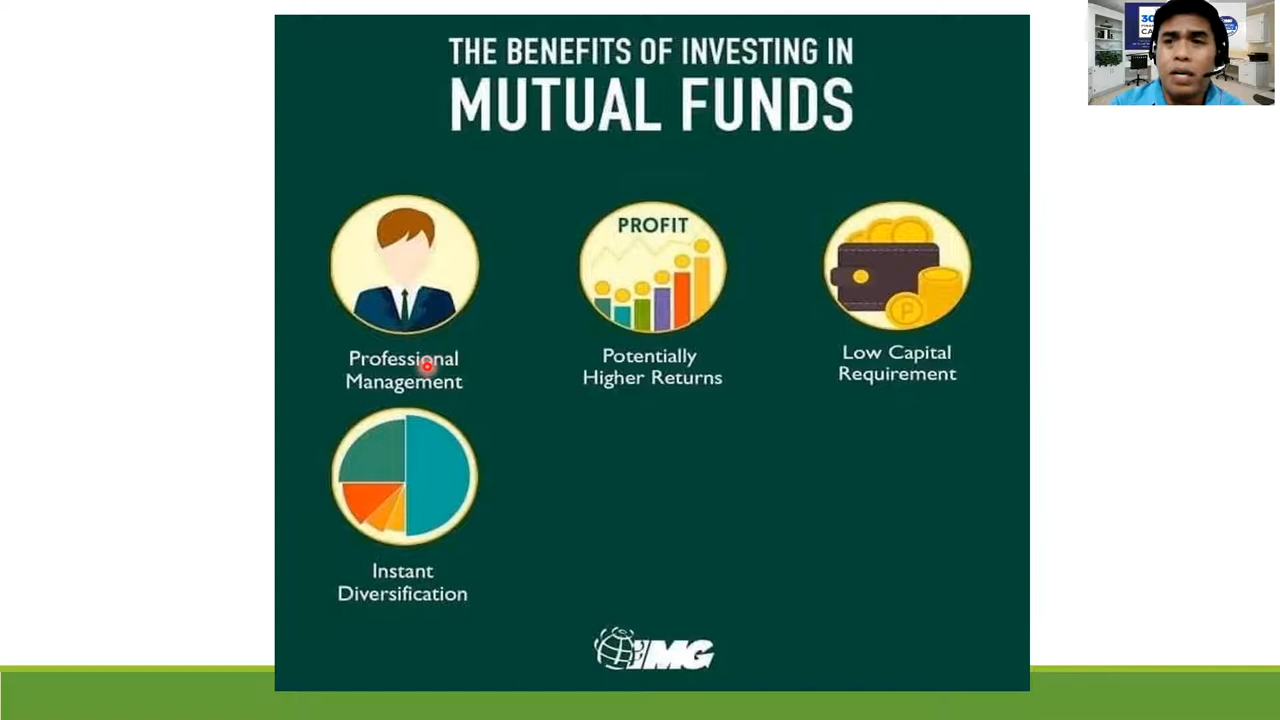 THE BENEFITS OF INVESTING IN
MUTUAL FUNDS
PROFIT
Professional
Management
Potentially
Higher Returns
P
Low Capital
Requirement
Instant
Diversification
IMG
30